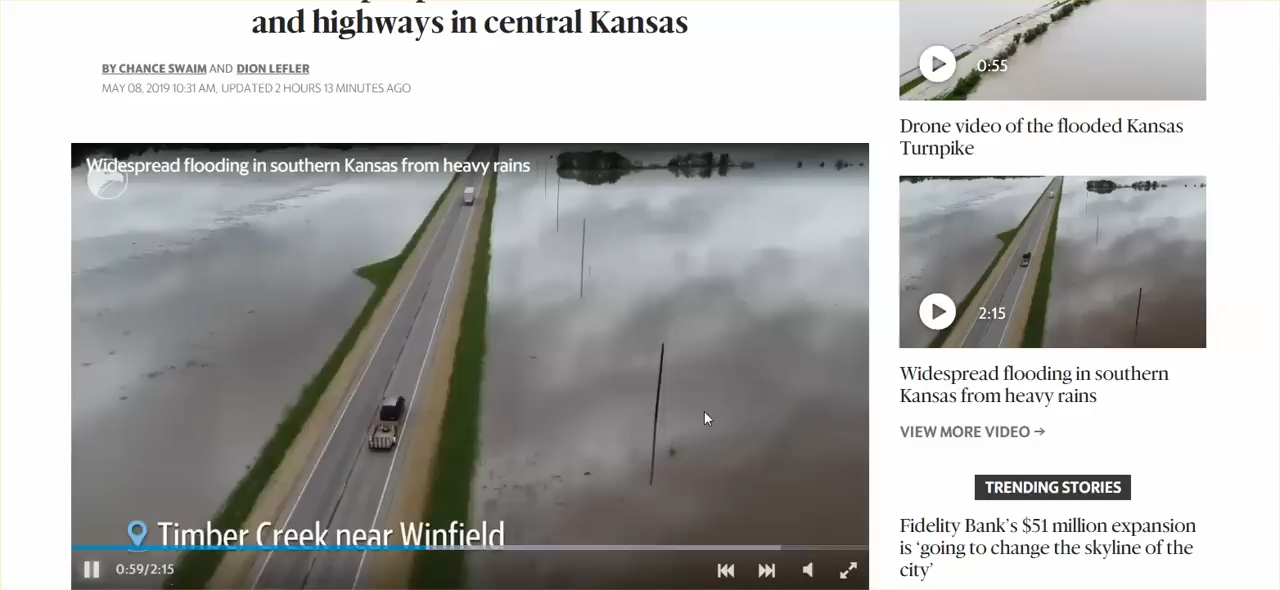 and highways in central Kansas
BY CHANCE SWAIM AND DION LEFLER
MAY 08, 2019 10:31 AM, UPDATED 2 HOURS 13 MINUTES AGO
Widespread flooding in southern Kansas from heavy rains
Timber Creek near Winfield
0:59/2:15
0:55
Drone video of the flooded Kansas
Turnpike
2:15
Widespread flooding in southern
Kansas from heavy rains
VIEW MORE VIDEO →
TRENDING STORIES
Fidelity Bank's $51 million expansion
is ‘going to change the skyline of the
city’